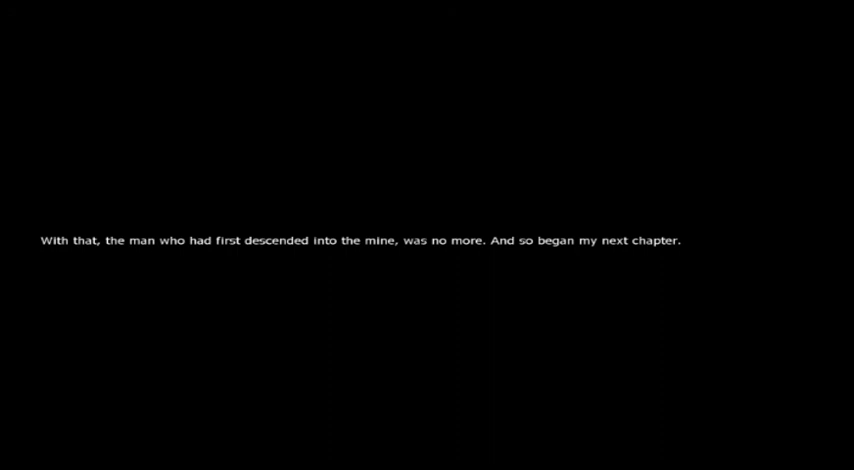 With that, the man who had first descended into the mine, was no more. And so began my next chapter.